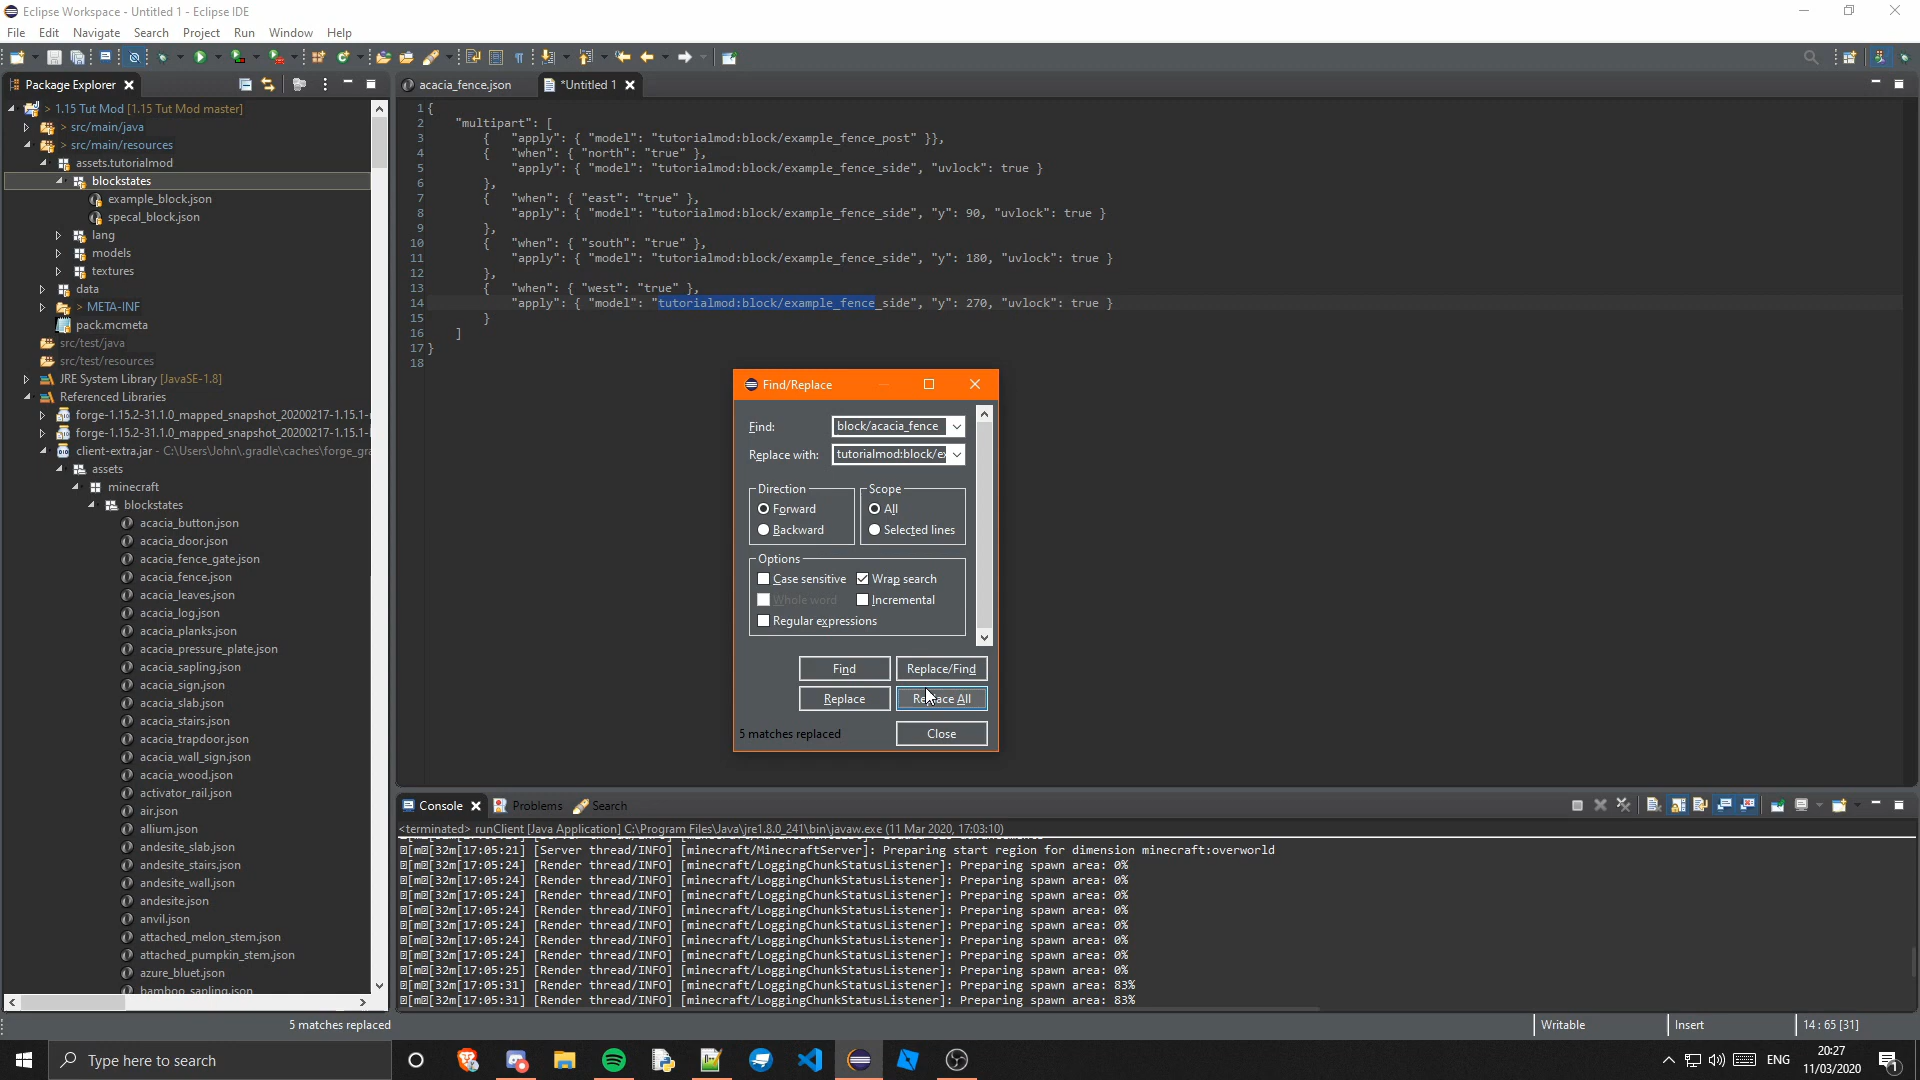 Eclipse Workspace - Untitled 1 - Eclipse IDE
File Edit Navigate Search Project Run Window Help
Package Explorer
> 1.15 Tut Mod [1.15 Tut Mod master]
> src/main/java
> src/main/resources
assets.tutorialmod
blockstates
example_block.json
specal_block.json
lang
models
textures
data
> META-INF
pack.mcmeta
src/test/java
src/test/resources
JRE System Library [JavaSE-1.8]
Referenced Libraries
forge-1.15.2-31.1.0_mapped_snapshot_20200217-1.15.1-
forge-1.15.2-31.1.0_mapped_snapshot_20200217-1.15.1-
client-extra.jar - C:\Users\John\.gradle\caches\forge_gra
assets
minecraft
blockstates
acacia_button.json
acacia_door.json
acacia_fence_gate.json
acacia_fence.json
acacia_leaves.json
acacia_log.json
acacia_planks.json
acacia_pressure_plate.json
acacia_sapling.json
acacia_sign.json
acacia_slab.json
acacia_stairs.json
acacia_trapdoor.json
acacia_wall_sign.json
acacia_wood.json
activator_rail.json
air.json
allium.json
andesite_slab.json
andesite_stairs.json
andesite_wall.json
andesite.json
anvil.json
attached_melon_stem.json
attached_pumpkin_stem.json
azure_bluet.json
bamboo_sapling.json
acacia_fence.json
*Untitled 1
1 {
2 "multipart": [
3 { "apply": { "model": "tutorialmod:block/example_fence_post" }},
4 { "when": { "north": "true" },
5 "apply": { "model": "tutorialmod:block/example_fence_side", "uvlock": true }
6 },
7 { "when": { "east": "true" },
8 "apply": { "model": "tutorialmod:block/example_fence_side", "y": 90, "uvlock": true }
9 },
10 { "when": { "south": "true" },
11 "apply": { "model": "tutorialmod:block/example_fence_side", "y": 180, "uvlock": true }
12 },
13 { "when": { "west": "true" },
14 "apply": { "model": "tutorialmod:block/example_fence_side", "y": 270, "uvlock": true }
15 }
16 ]
17 }
18
Find/Replace
Find: block/acacia_fence
Replace with: tutorialmod:block/ex
Direction
Forward
Backward
Scope
All
Selected lines
Options
Case sensitive Wrap search
Whole word Incremental
Regular expressions
Find Replace/Find
Replace Replace All
5 matches replaced Close
Console Problems Search
<terminated> runClient [Java Application] C:\Program Files\Java\jre1.8.0_241\bin\javaw.exe (11 Mar 2020, 17:03:10)
[m[32m[17:05:21] [Server thread/INFO] [minecraft/MinecraftServer]: Preparing start region for dimension minecraft:overworld
[m[32m[17:05:24] [Render thread/INFO] [minecraft/LoggingChunkStatusListener]: Preparing spawn area: 0%
[m[32m[17:05:24] [Render thread/INFO] [minecraft/LoggingChunkStatusListener]: Preparing spawn area: 0%
[m[32m[17:05:24] [Render thread/INFO] [minecraft/LoggingChunkStatusListener]: Preparing spawn area: 0%
[m[32m[17:05:24] [Render thread/INFO] [minecraft/LoggingChunkStatusListener]: Preparing spawn area: 0%
[m[32m[17:05:24] [Render thread/INFO] [minecraft/LoggingChunkStatusListener]: Preparing spawn area: 0%
[m[32m[17:05:24] [Render thread/INFO] [minecraft/LoggingChunkStatusListener]: Preparing spawn area: 0%
[m[32m[17:05:24] [Render thread/INFO] [minecraft/LoggingChunkStatusListener]: Preparing spawn area: 0%
[m[32m[17:05:25] [Render thread/INFO] [minecraft/LoggingChunkStatusListener]: Preparing spawn area: 0%
[m[32m[17:05:31] [Render thread/INFO] [minecraft/LoggingChunkStatusListener]: Preparing spawn area: 83%
[m[32m[17:05:31] [Render thread/INFO] [minecraft/LoggingChunkStatusListener]: Preparing spawn area: 83%
5 matches replaced Writable Insert 14 : 65 [31]
Type here to search
ENG
20:27
11/03/2020
1